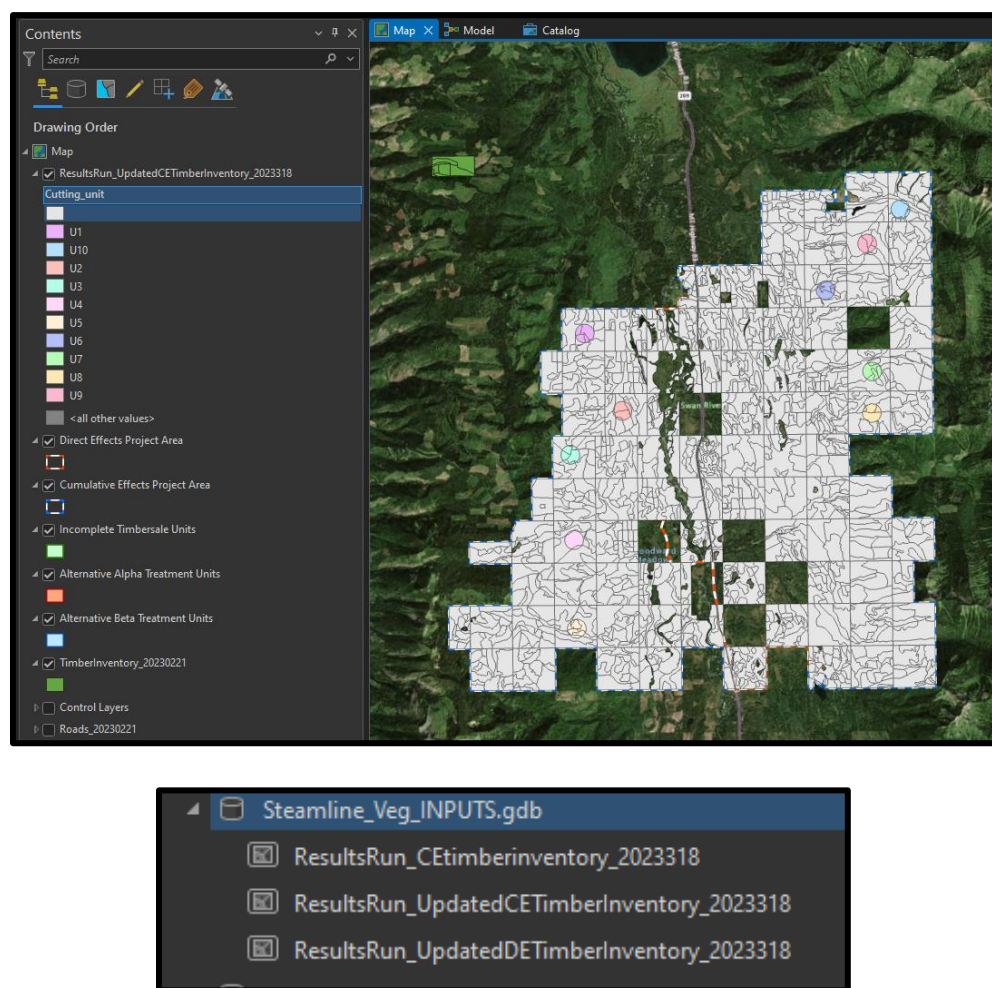 Contents
Search
Drawing Order
Map
ResultsRun_UpdatedCETimberInventory_2023318
Cutting_unit
U1
U10
U2
U3
U4
U5
U6
U7
U8
U9
<all other values>
Direct Effects Project Area
Cumulative Effects Project Area
Incomplete Timbersale Units
Alternative Alpha Treatment Units
Alternative Beta Treatment Units
TimberInventory_20230221
Control Layers
Roads_20230221
Map
Model
Catalog
Swan River
Steamline_Veg_INPUTS.gdb
ResultsRun_CEtimberinventory_2023318
ResultsRun_UpdatedCETimberInventory_2023318
ResultsRun_UpdatedDETimberInventory_2023318